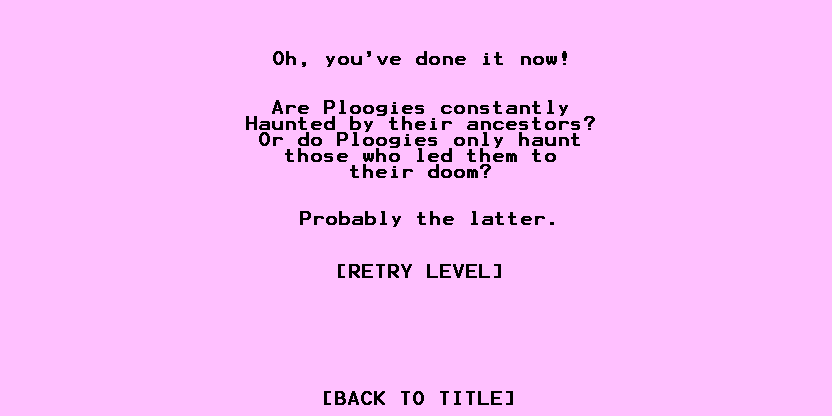 Oh, you've done it now!
Are Ploogies constantly
Haunted by their ancestors?
Or do Ploogies only haunt
those who led them to
their doom?
Probably the latter.
[RETRY LEVEL]
[BACK TO TITLE]